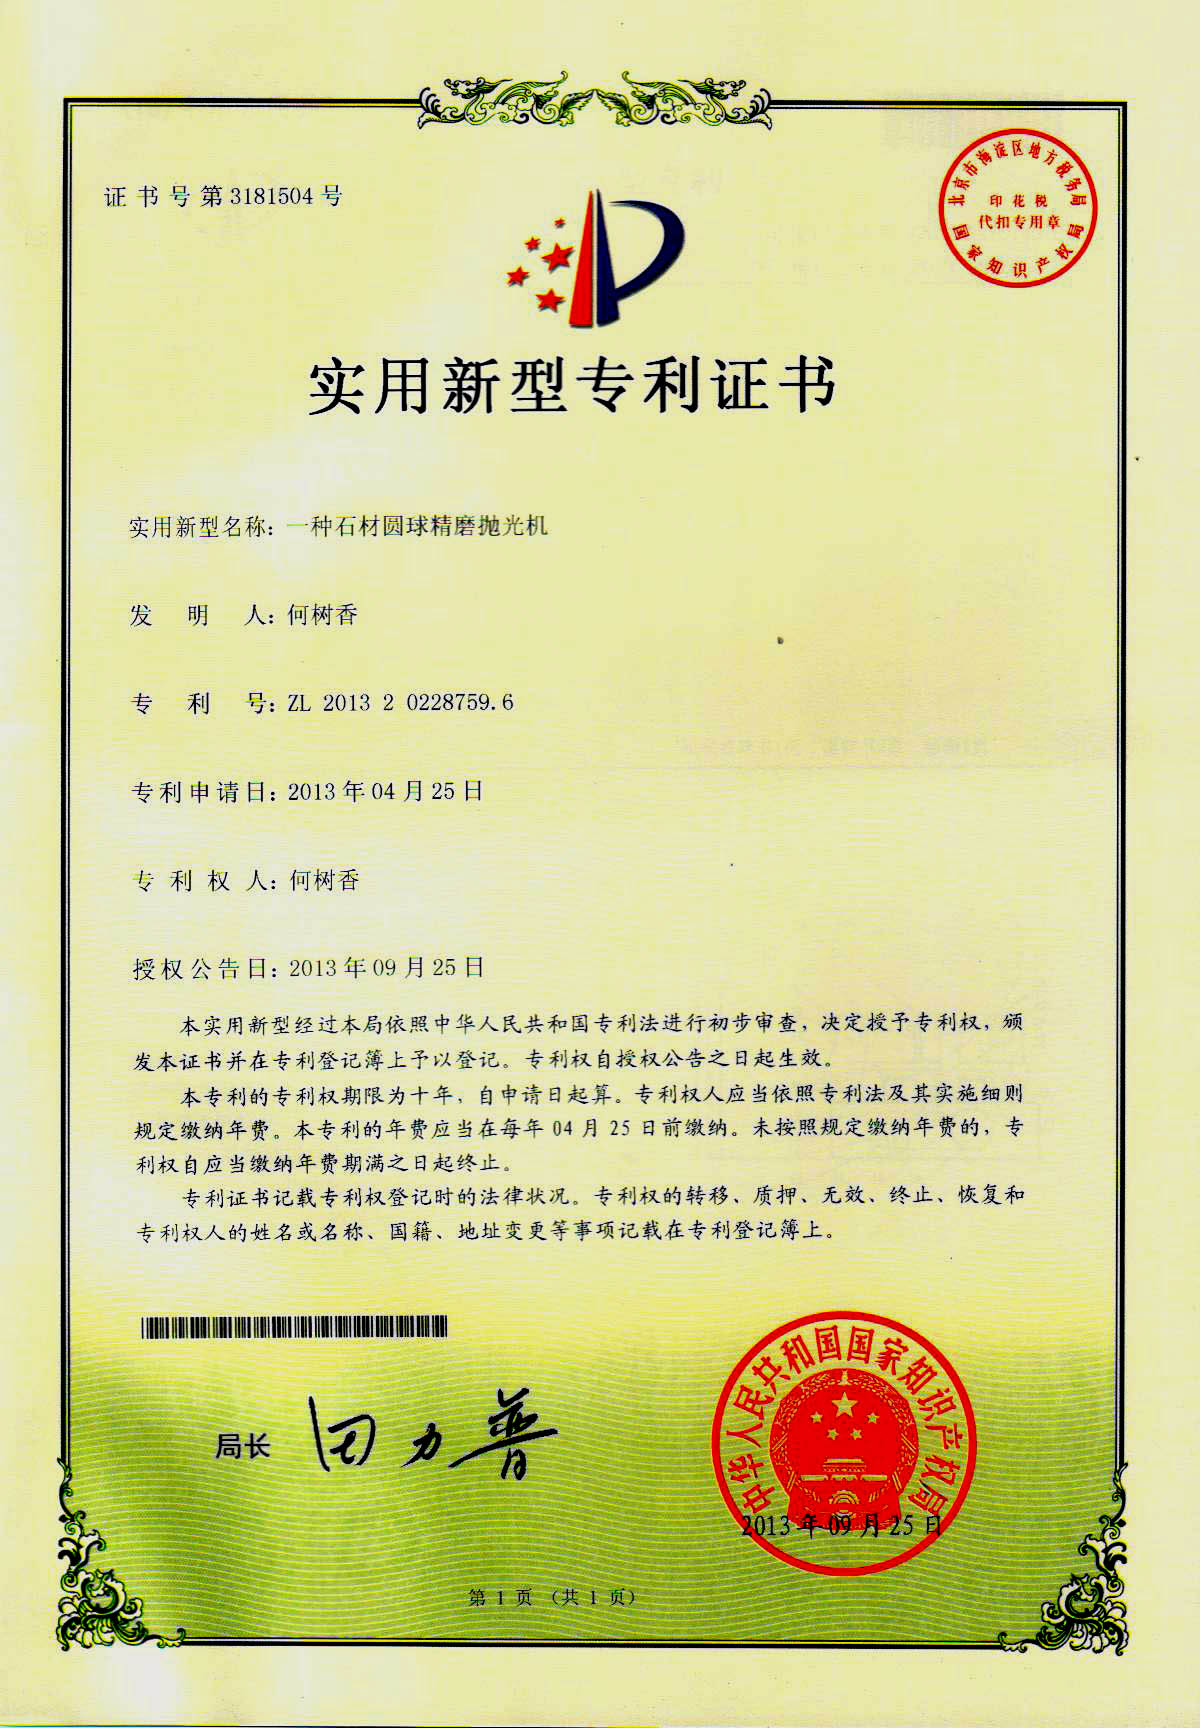 证书号第3181504号
北京市海淀区地方税务局
印花税
代扣专用章
国家知识产权局
实用新型专利证书
实用新型名称：一种石材圆球精磨抛光机
发明人：何树香
专利号：ZL 2013 2 0228759.6
专利申请日：2013年04月25日
专利权人：何树香
授权公告日：2013年09月25日
本实用新型经过本局依照中华人民共和国专利法进行初步审查，决定授予专利权，颁
发本证书并在专利登记簿上予以登记。专利权自授权公告之日起生效。
本专利的专利权期限为十年，自申请日起算。专利权人应当依照专利法及其实施细则
规定缴纳年费。本专利的年费应当在每年04月25日前缴纳。未按照规定缴纳年费的，专
利权自应当缴纳年费期满之日起终止。
专利证书记载专利权登记时的法律状况。专利权的转移、质押、无效、终止、恢复和
专利权人的姓名或名称、国籍、地址变更等事项记载在专利登记簿上。
局长
田力普
中华人民共和国国家知识产权局
2013年09月25日
第1页（共1页）